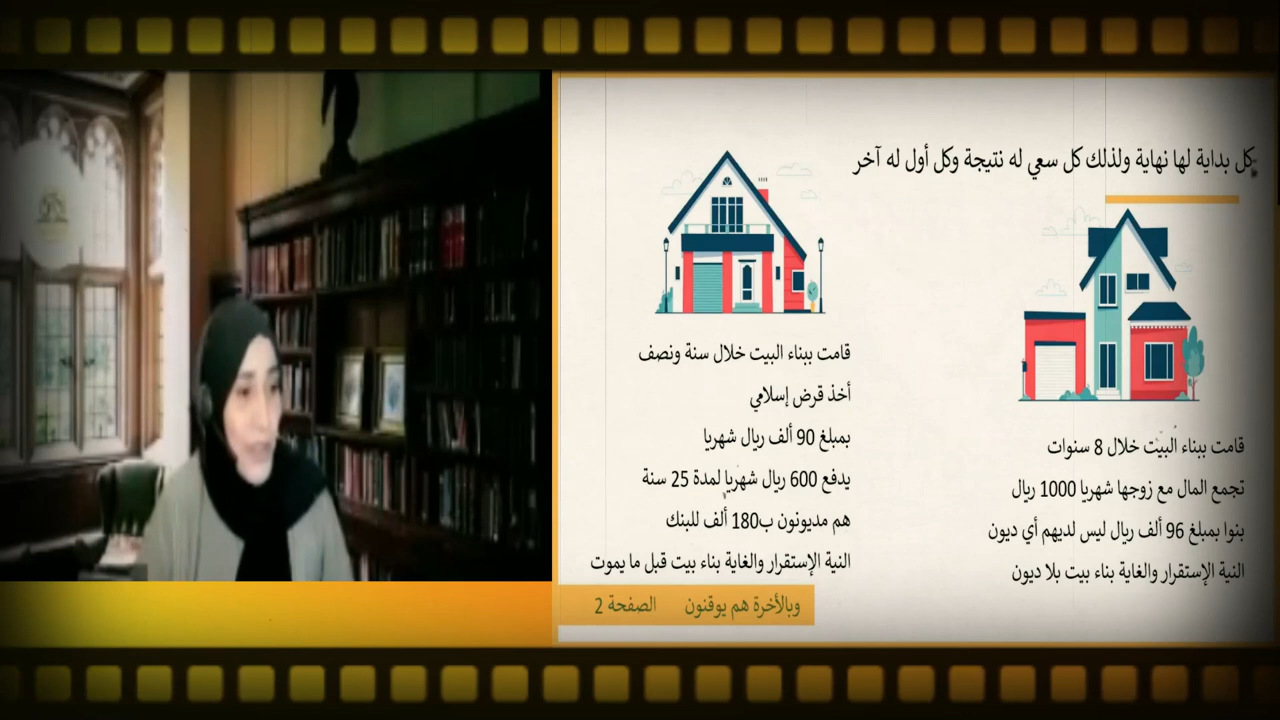 كل بداية لها نهاية ولذلك كل سعي له نتيجة وكل أول له آخر
قامت ببناء البيت خلال 8 سنوات
تجمع المال مع زوجها شهريا 1000 ريال
بنوا بمبلغ 96 ألف ريال ليس لديهم أي ديون
النية الإستقرار والغاية بناء بيت بلا ديون
قامت ببناء البيت خلال سنة ونصف
أخذ قرض إسلامي
بمبلغ 90 ألف ريال شهريا
يدفع 600 ريال شهريا لمدة 25 سنة
هم مديونون ب180 ألف للبنك
النية الإستقرار والغاية بناء بيت قبل ما يموت
وبالأخرة هم يوقنون الصفحة 2